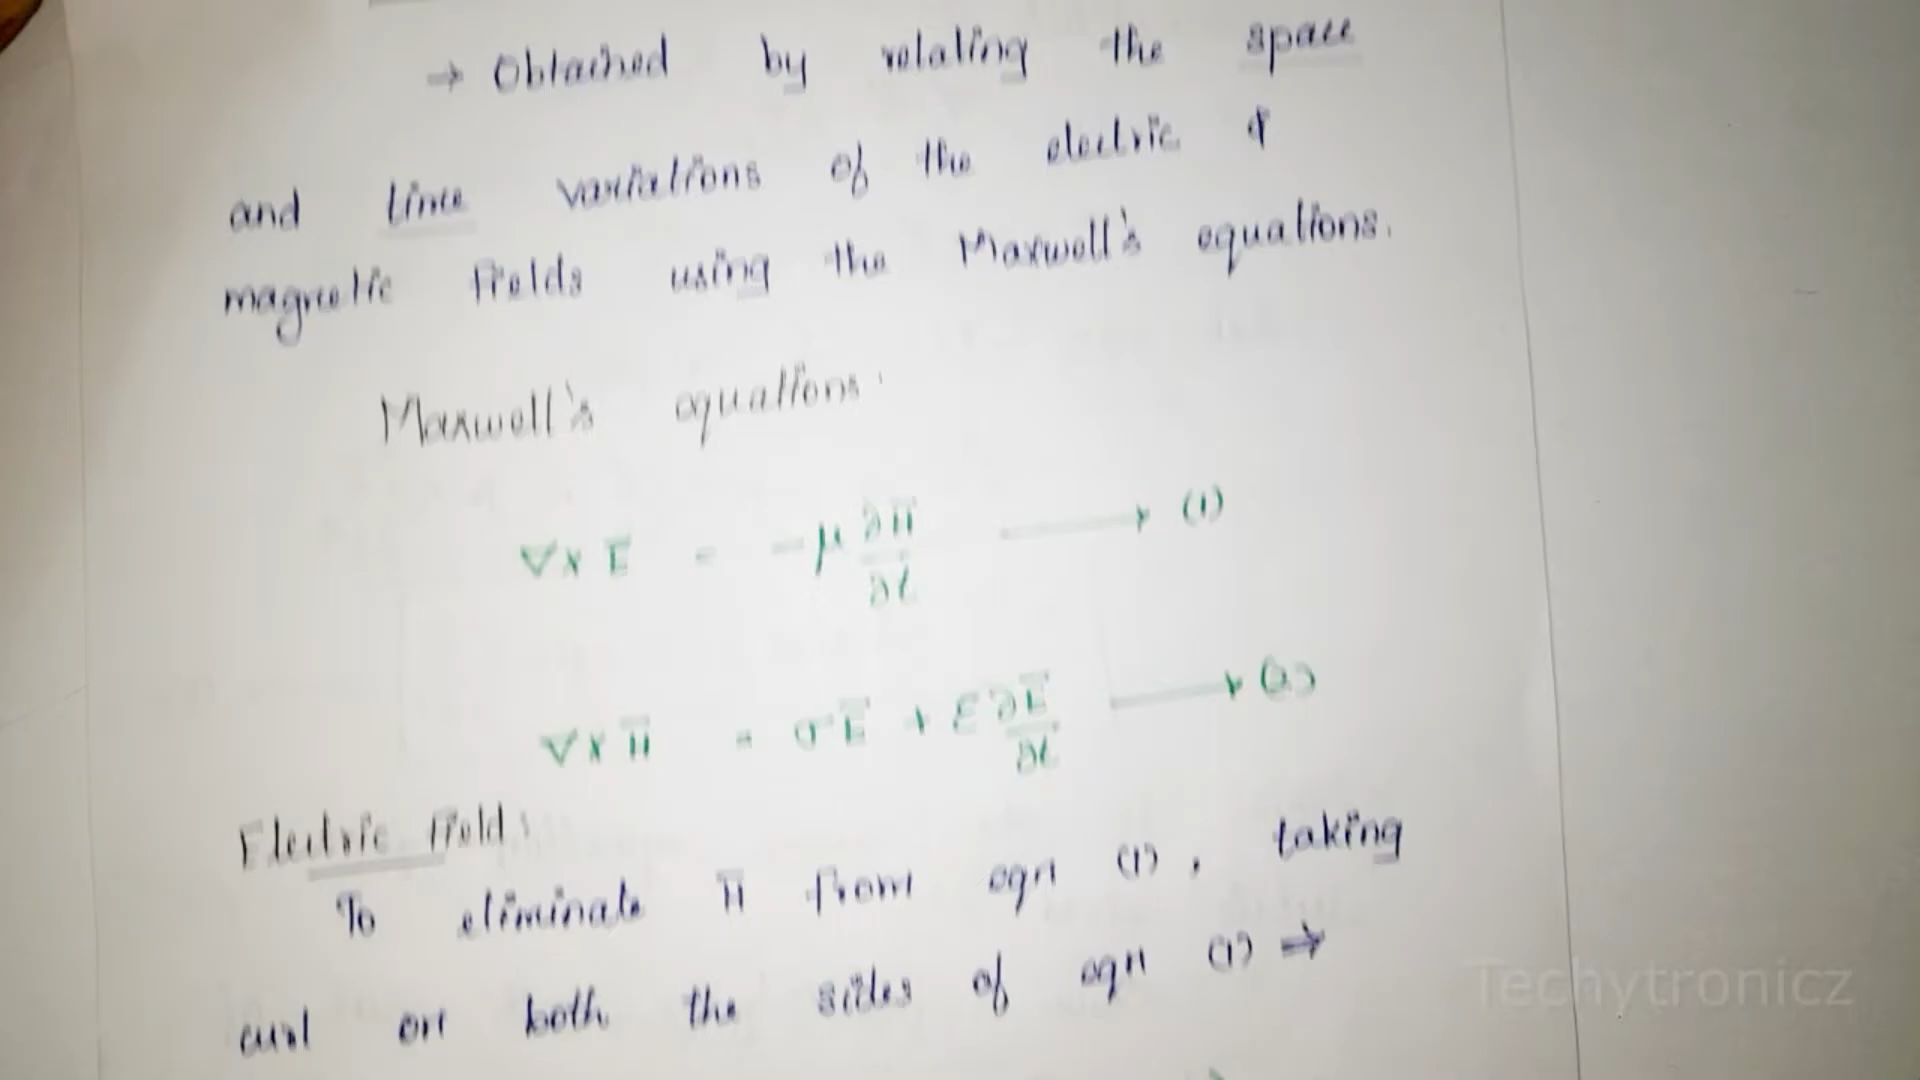 → Obtained by relating the space
and time variations of the electric &
magnetic fields using the Maxwell's equations.
Maxwell's equations:
∇ x E̅ = -μ ∂H̅/∂t → (1)
∇ x H̅ = σE̅ + ε ∂E̅/∂t → (2)
Electric field:
To eliminate H̅ from eqn (1), taking
curl on both the sides of eqn (1) ⇒
Techytronicz